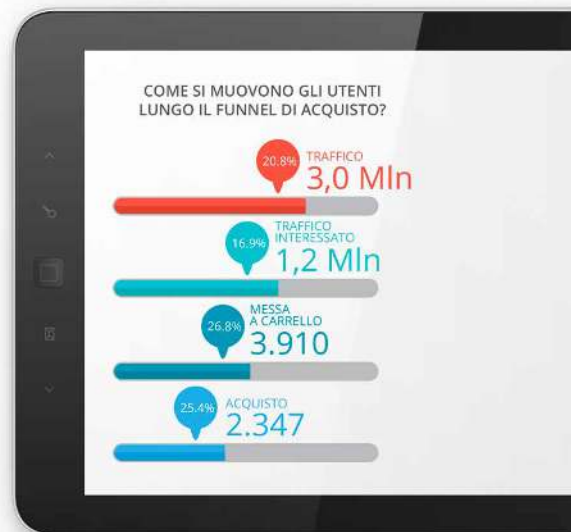 COME SI MUOVONO GLI UTENTI
LUNGO IL FUNNEL DI ACQUISTO?
20.8%
TRAFFICO
3,0 Mln
16.9%
TRAFFICO
INTERESSATO
1,2 Mln
26.8%
MESSA
A CARRELLO
3.910
25.4%
ACQUISTO
2.347